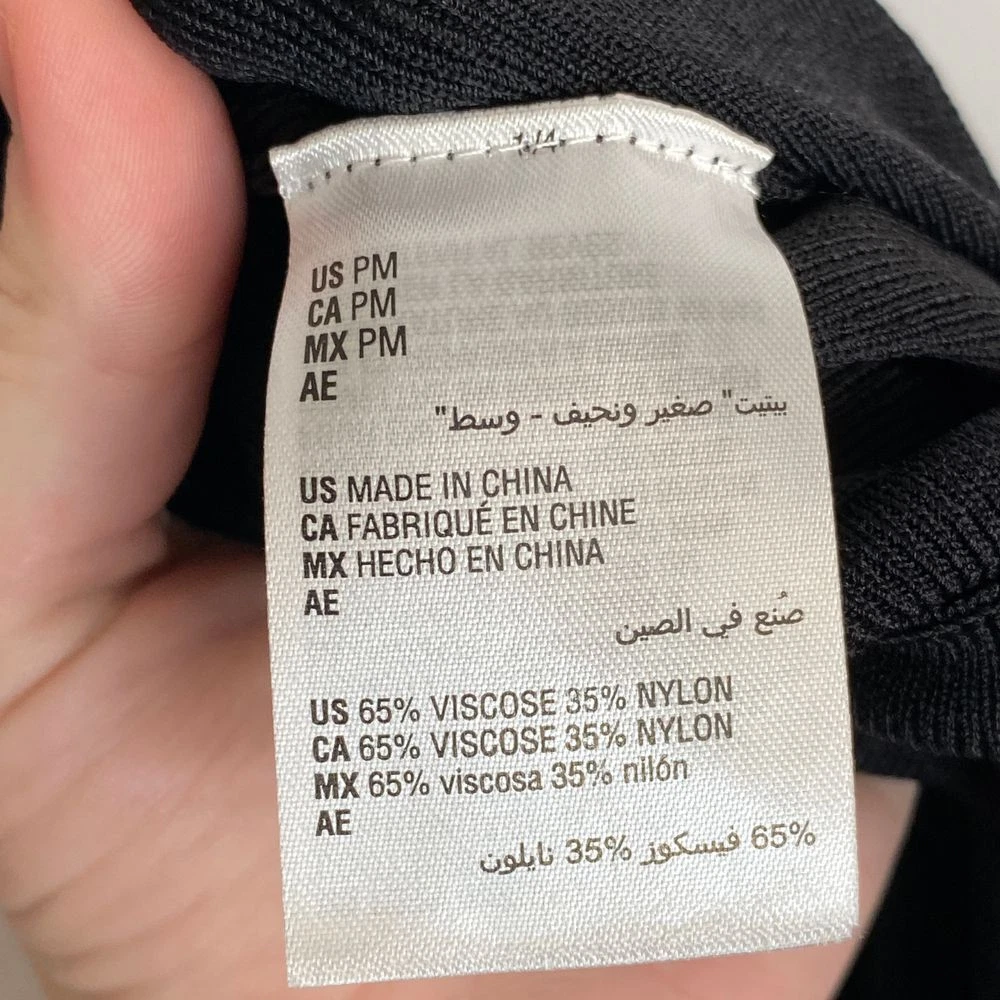 US PM
CA PM
MX PM
AE
بيتيت" صغير ونحيف - وسط"
US MADE IN CHINA
CA FABRIQUÉ EN CHINE
MX HECHO EN CHINA
AE
صُنع في الصين
US 65% VISCOSE 35% NYLON
CA 65% VISCOSE 35% NYLON
MX 65% viscosa 35% nilón
AE
65% فيسكوز 35% نايلون